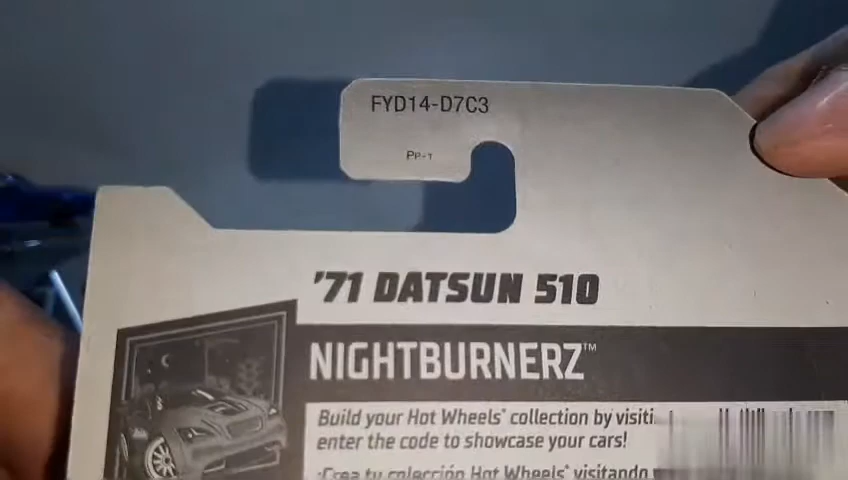 FYD14-D7C3
PP-1
'71 DATSUN 510
NIGHTBURNERZ™
Build your Hot Wheels® collection by visiti
enter the code to showcase your cars!
Crea tu colección Hot Wheels® visitando